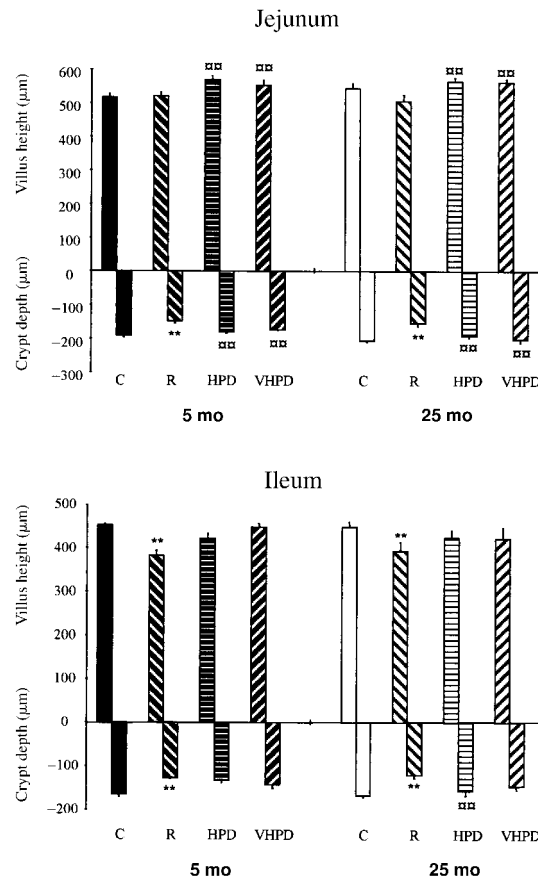 Jejunum
Villus height (μm)
Crypt depth (μm)
600
500
400
300
200
100
0
−100
−200
−300
¤¤ ¤¤ ¤¤ ¤¤
** ¤¤ ¤¤ ** ¤¤ ¤¤
C R HPD VHPD C R HPD VHPD
5 mo 25 mo
Ileum
Villus height (μm)
Crypt depth (μm)
500
400
300
200
100
0
−100
−200
** **
** ** ¤¤
C R HPD VHPD C R HPD VHPD
5 mo 25 mo